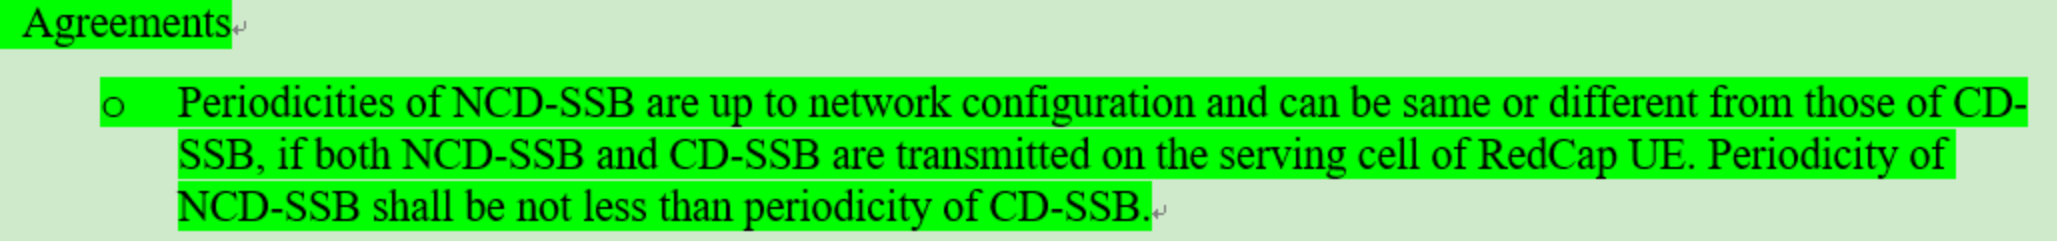 Agreements
o Periodicities of NCD-SSB are up to network configuration and can be same or different from those of CD-
SSB, if both NCD-SSB and CD-SSB are transmitted on the serving cell of RedCap UE. Periodicity of
NCD-SSB shall be not less than periodicity of CD-SSB.